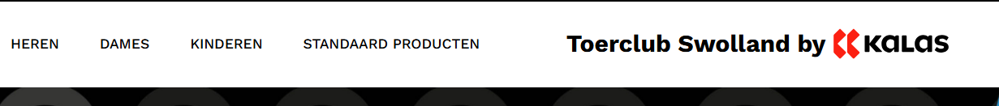 HEREN DAMES KINDEREN STANDAARD PRODUCTEN Toerclub Swolland by KALAS